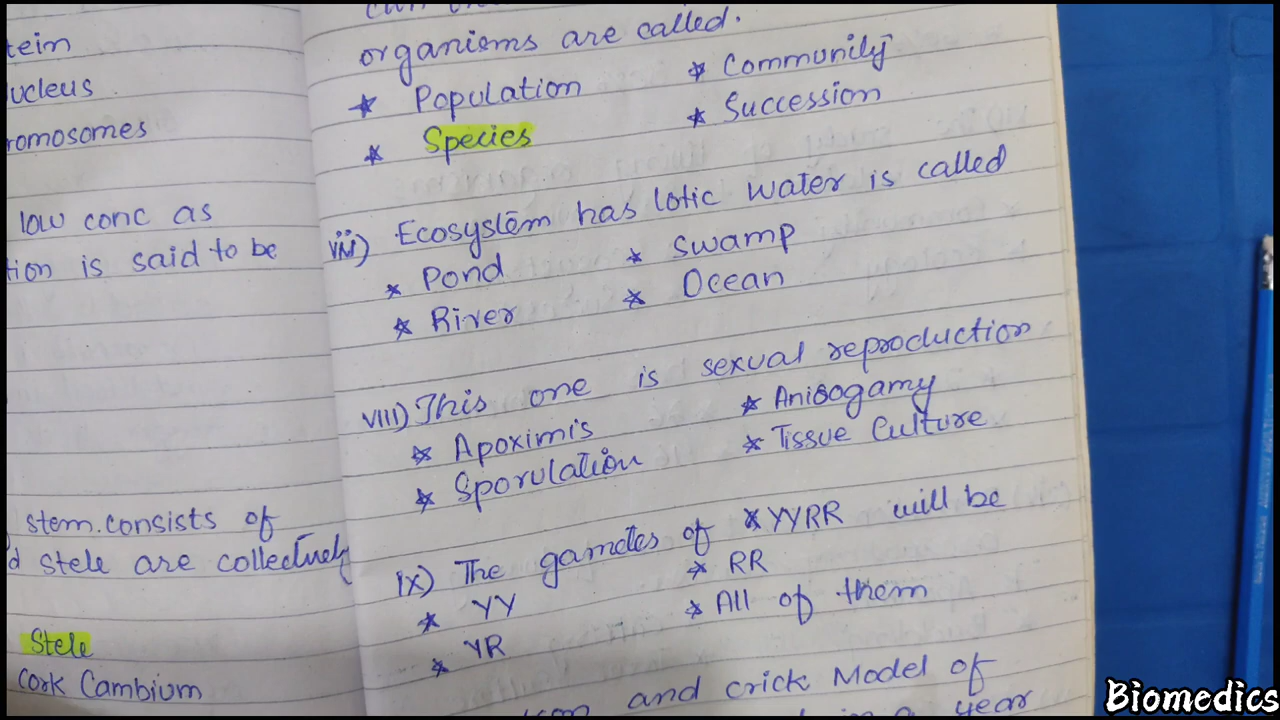 tein
ucleus
romosomes
low conc as
tion is said to be
stem. consists of
d stele are collectively
Stele
Cork Cambium
organisms are called.
* Population * Community
* Species * Succession
vii) Ecosystem has lotic water is called
* Pond * Swamp
* River * Ocean
VIII) This one is sexual reproduction
* Apoximis * Anisogamy
* Sporulation * Tissue Culture
ix) The gametes of * YYRR will be
* YY * RR
* YR * All of them
and crick Model of
in a year
Biomedics